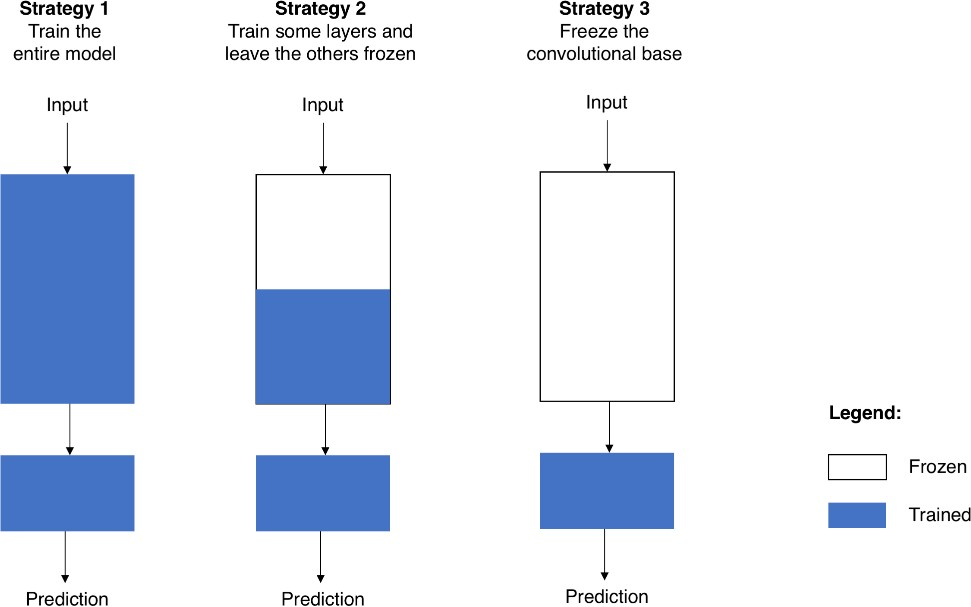 Strategy 1
Train the
entire model
Input
Prediction
Strategy 2
Train some layers and
leave the others frozen
Input
Prediction
Strategy 3
Freeze the
convolutional base
Input
Prediction
Legend:
Frozen
Trained